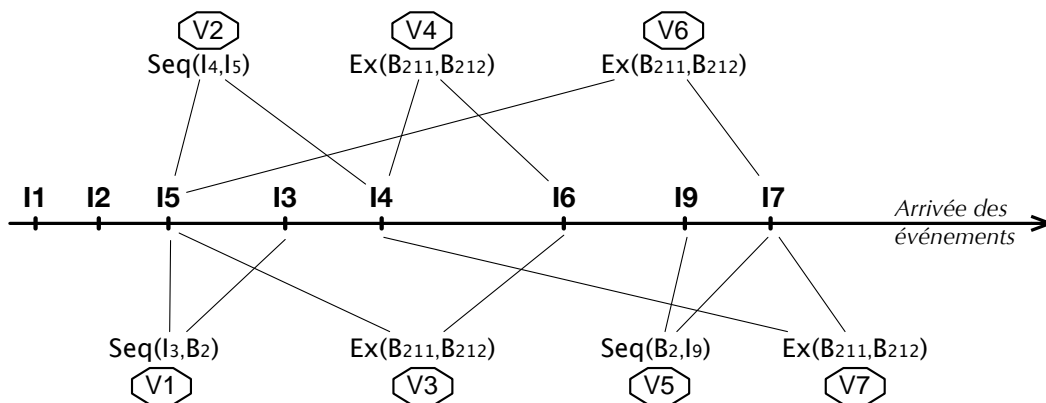 V2 V4 V6
Seq(I4,I5) Ex(B211,B212) Ex(B211,B212)
I1 I2 I5 I3 I4 I6 I9 I7
Arrivée des
événements
Seq(I3,B2) Ex(B211,B212) Seq(B2,I9) Ex(B211,B212)
V1 V3 V5 V7